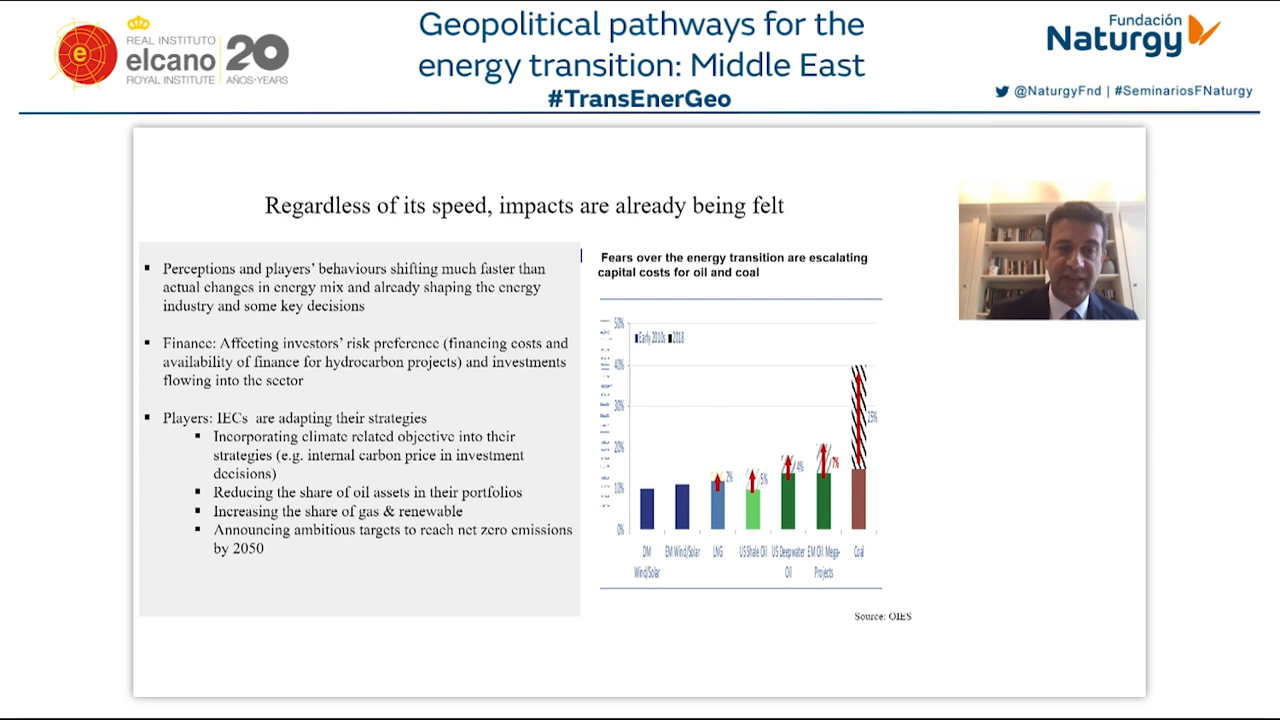 REAL INSTITUTO
elcano
ROYAL INSTITUTE
20
AÑOS·YEARS
Geopolitical pathways for the
energy transition: Middle East
#TransEnerGeo
Fundación
Naturgy
@NaturgyFnd | #SeminariosFNaturgy
Regardless of its speed, impacts are already being felt
▪ Perceptions and players' behaviours shifting much faster than
actual changes in energy mix and already shaping the energy
industry and some key decisions
▪ Finance: Affecting investors' risk preference (financing costs and
availability of finance for hydrocarbon projects) and investments
flowing into the sector
▪ Players: IECs are adapting their strategies
▪ Incorporating climate related objective into their
strategies (e.g. internal carbon price in investment
decisions)
▪ Reducing the share of oil assets in their portfolios
▪ Increasing the share of gas & renewable
▪ Announcing ambitious targets to reach net zero emissions
by 2050
Fears over the energy transition are escalating
capital costs for oil and coal
Early 2010s 2018
50%
40%
30%
20%
10%
0%
2%
5%
4%
7%
25%
DM
Wind/Solar
EM Wind/Solar
LNG
US Shale Oil
US Deepwater
Oil
EM Oil Mega-
Projects
Coal
Source: OIES